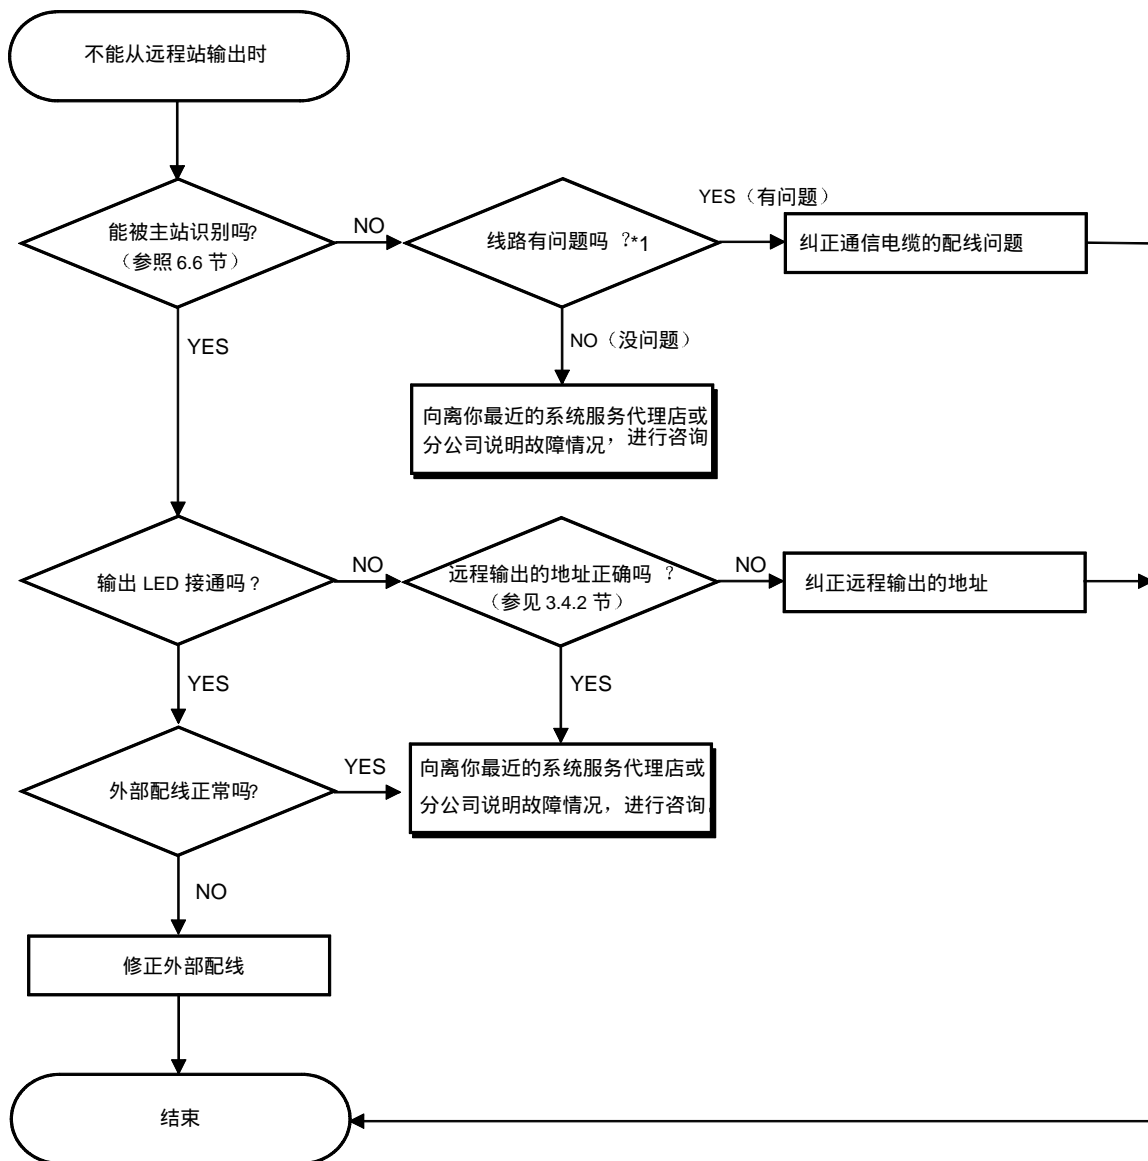 不能从远程站输出时
能被主站识别吗?
（参照 6.6 节）
NO
线路有问题吗 ?*1
YES（有问题）
纠正通信电缆的配线问题
YES
NO（没问题）
向离你最近的系统服务代理店或
分公司说明故障情况，进行咨询
输出 LED 接通吗？
NO
远程输出的地址正确吗 ？
（参见 3.4.2 节）
NO
纠正远程输出的地址
YES
YES
外部配线正常吗?
YES
向离你最近的系统服务代理店或
分公司说明故障情况，进行咨询.
NO
修正外部配线
结束